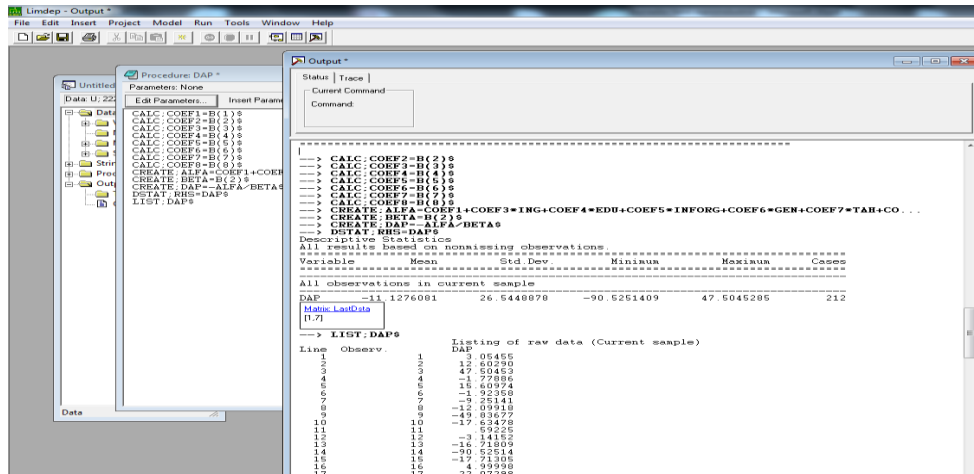 Limdep - Output *
File Edit Insert Project Model Run Tools Window Help
Untitled
Data: U; 222
Data
Strin
Proc
Outp
Data
Procedure: DAP *
Parameters: None
Edit Parameters... Insert Parame
CALC;COEF1=B(1)$
CALC;COEF2=B(2)$
CALC;COEF3=B(3)$
CALC;COEF4=B(4)$
CALC;COEF5=B(5)$
CALC;COEF6=B(6)$
CALC;COEF7=B(7)$
CALC;COEF8=B(8)$
CREATE;ALFA=COEF1+COEF
CREATE;BETA=B(2)$
CREATE;DAP=-ALFA/BETA$
DSTAT;RHS=DAP$
LIST;DAP$
Output *
Status Trace
Current Command
Command:
--> CALC;COEF2=B(2)$
--> CALC;COEF3=B(3)$
--> CALC;COEF4=B(4)$
--> CALC;COEF5=B(5)$
--> CALC;COEF6=B(6)$
--> CALC;COEF7=B(7)$
--> CALC;COEF8=B(8)$
--> CREATE;ALFA=COEF1+COEF3*ING+COEF4*EDU+COEF5*INFORG+COEF6*GEN+COEF7*TAH+CO...
--> CREATE;BETA=B(2)$
--> CREATE;DAP=-ALFA/BETA$
--> DSTAT;RHS=DAP$
Descriptive Statistics
All results based on nonmissing observations.
Variable Mean Std.Dev. Minimum Maximum Cases
All observations in current sample
DAP -11.1276081 26.5448878 -90.5251409 47.5045285 212
Matrix: LastDsta
[1,7]
--> LIST;DAP$
Listing of raw data (Current sample)
Line Observ. DAP
1 1 3.05455
2 2 12.60290
3 3 47.50453
4 4 -1.77886
5 5 15.60974
6 6 -1.92358
7 7 -9.25141
8 8 -12.09918
9 9 -49.83677
10 10 -17.63478
11 11 .59225
12 12 -3.14152
13 13 -16.71809
14 14 -90.52514
15 15 -17.71305
16 16 4.99998